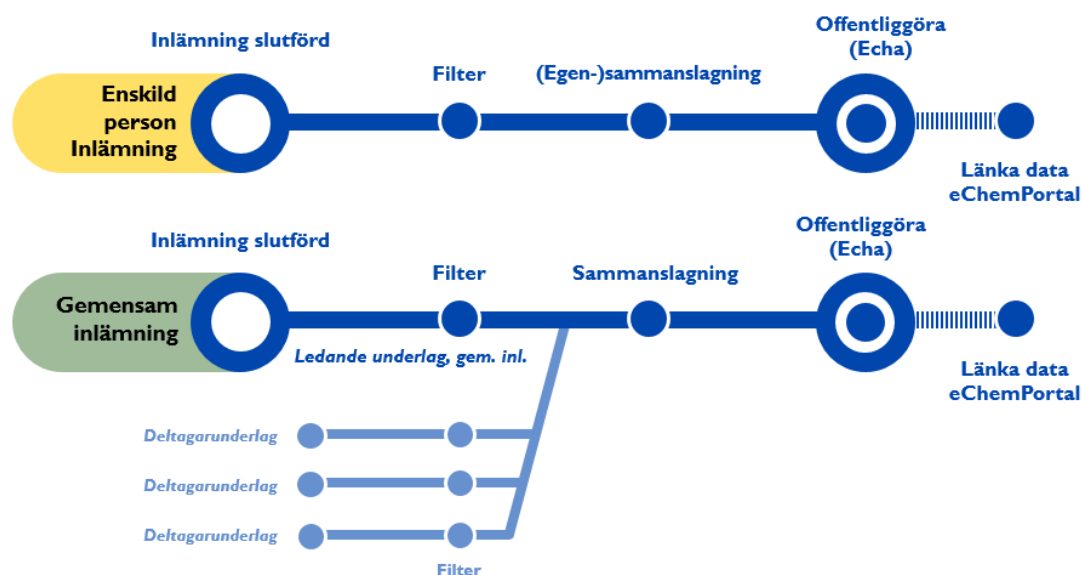 Inlämning slutförd
Filter
(Egen-)sammanslagning
Offentliggöra
(Echa)
Enskild
person
Inlämning
Länka data
eChemPortal
Inlämning slutförd
Filter
Sammanslagning
Offentliggöra
(Echa)
Gemensam
inlämning
Ledande underlag, gem. inl.
Länka data
eChemPortal
Deltagarunderlag
Deltagarunderlag
Deltagarunderlag
Filter